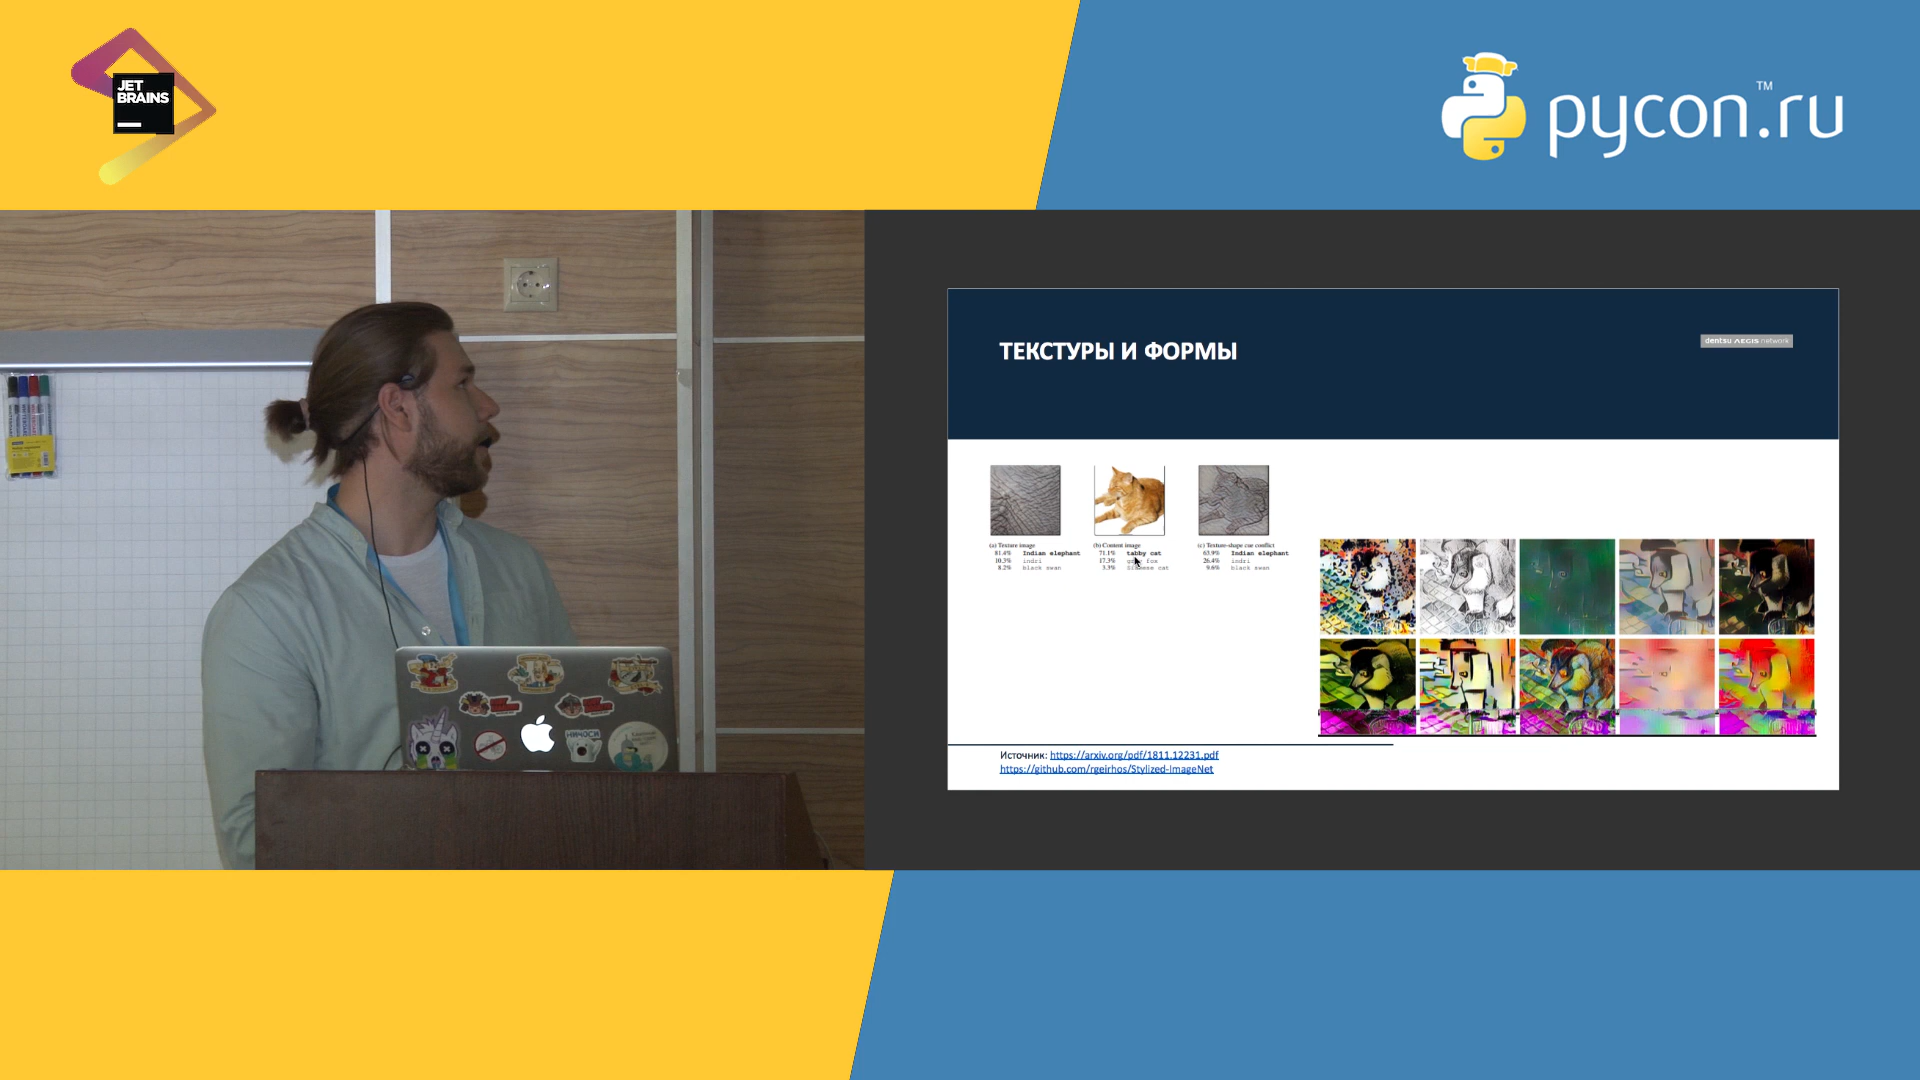 JET
BRAINS
pycon.ru
TM
ТЕКСТУРЫ И ФОРМЫ
dentsu AEGIS network
(a) Texture image
81.4% Indian elephant
10.3% indri
8.2% black swan
(b) Content image
71.1% tabby cat
17.3% fox
3.3% cat
(c) Texture-shape cue conflict
63.9% Indian elephant
26.4% indri
9.6% black swan
Источник: https://arxiv.org/pdf/1811.12231.pdf
https://github.com/rgeirhos/Stylized-ImageNet
НИЧОСИ